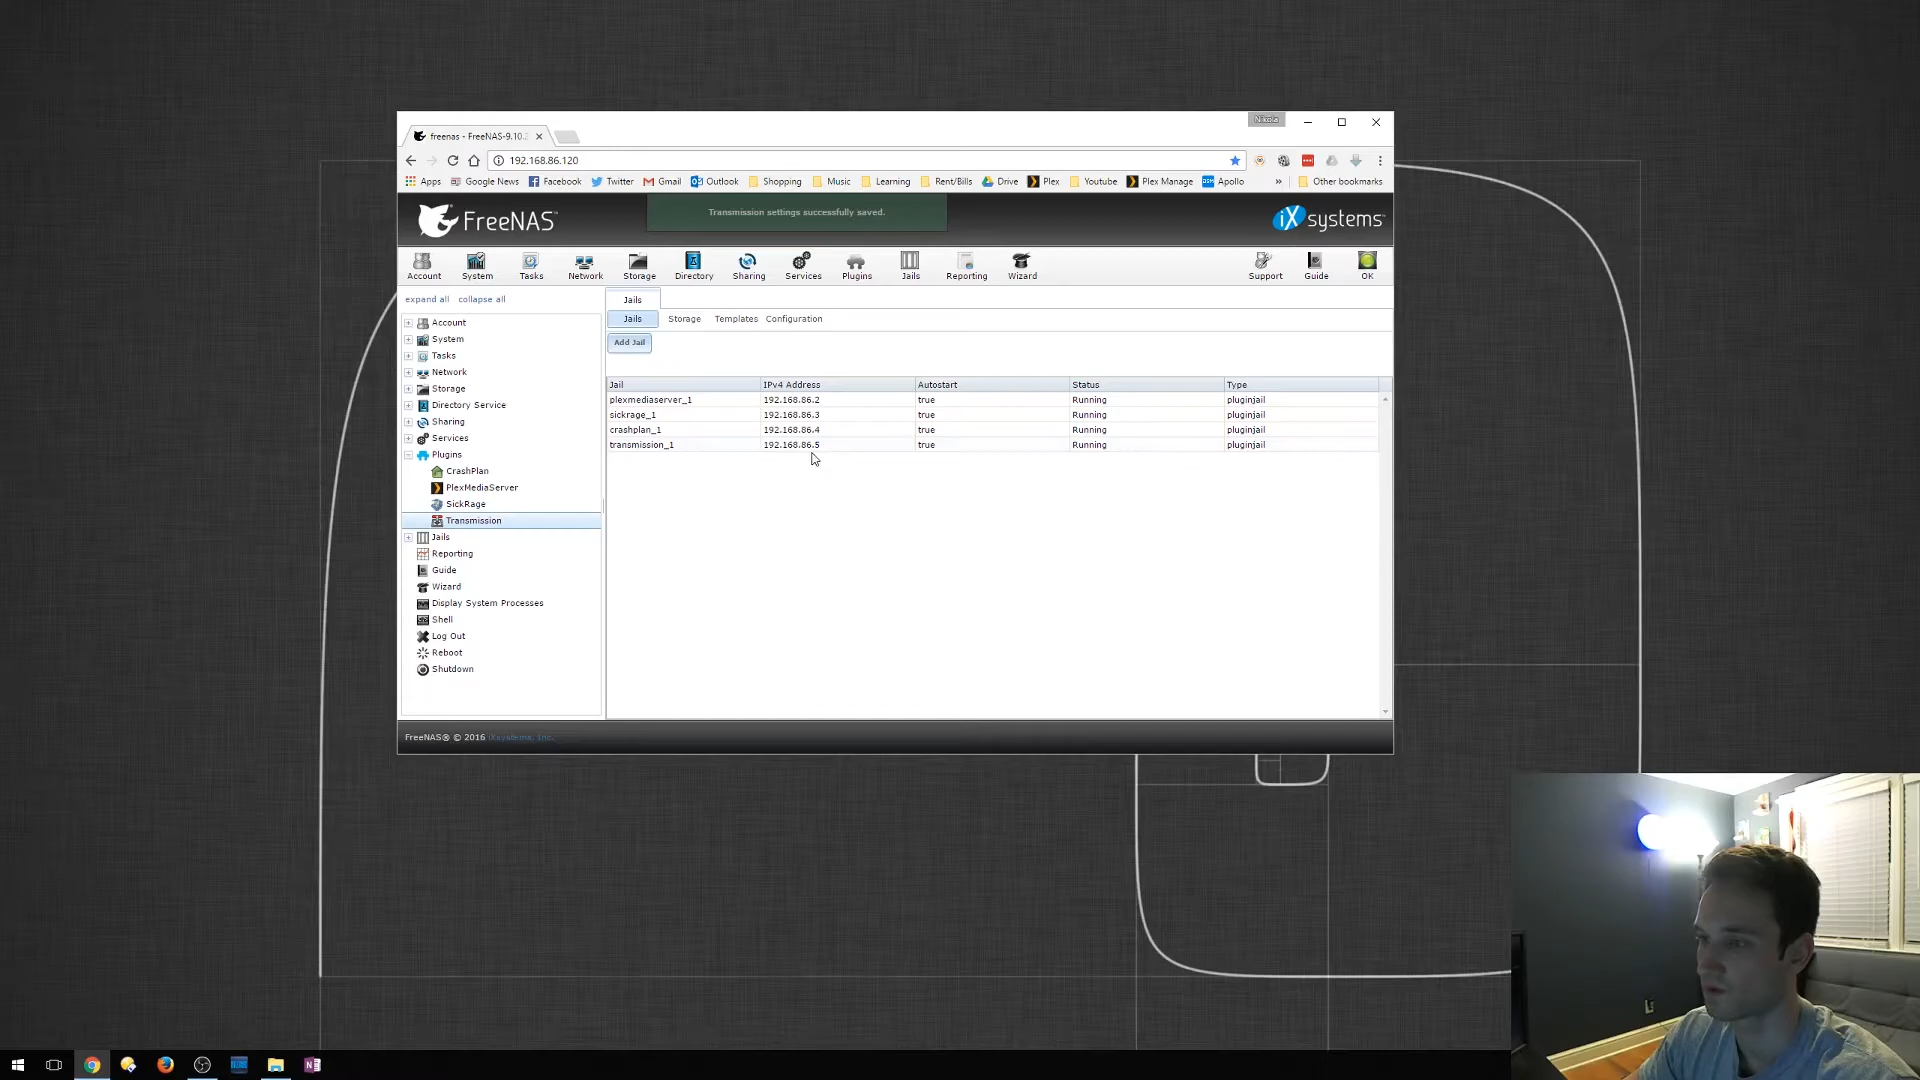 Nikola
freenas - FreeNAS-9.10.
192.168.86.120
Apps Google News Facebook Twitter Gmail Outlook Shopping Music Learning Rent/Bills Drive Plex Youtube Plex Manage Apollo » Other bookmarks
FreeNAS
Transmission settings successfully saved.
iXsystems
Account System Tasks Network Storage Directory Sharing Services Plugins Jails Reporting Wizard Support Guide OK
expand all collapse all
Account
System
Tasks
Network
Storage
Directory Service
Sharing
Services
Plugins
CrashPlan
PlexMediaServer
SickRage
Transmission
Jails
Reporting
Guide
Wizard
Display System Processes
Shell
Log Out
Reboot
Shutdown
Jails
Jails Storage Templates Configuration
Add Jail
Jail IPv4 Address Autostart Status Type
plexmediaserver_1 192.168.86.2 true Running pluginjail
sickrage_1 192.168.86.3 true Running pluginjail
crashplan_1 192.168.86.4 true Running pluginjail
transmission_1 192.168.86.5 true Running pluginjail
FreeNAS® © 2016 iXsystems, Inc.